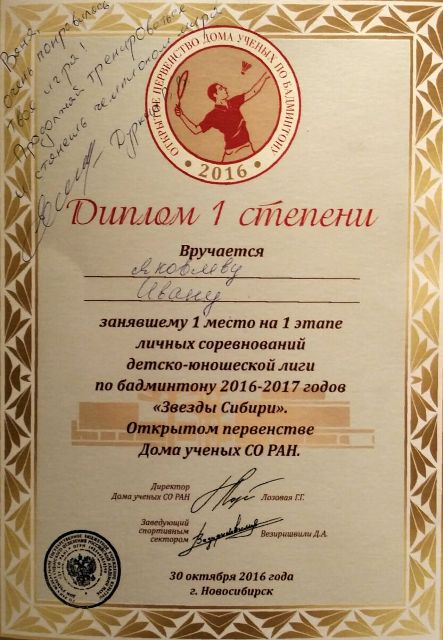 Ваня,
очень понравилась
твоя игра!
Продолжай тренироваться
и станешь чемпионом мира
ОТКРЫТОЕ ПЕРВЕНСТВО ДОМА УЧЕНЫХ ПО БАДМИНТОНУ
· 2016 ·
Диплом 1 степени
Вручается
Яковлеву
Ивану
занявшему 1 место на 1 этапе
личных соревнований
детско-юношеской лиги
по бадминтону 2016-2017 годов
«Звезды Сибири».
Открытом первенстве
Дома ученых СО РАН.
Директор
Дома ученых СО РАН
Лозовая Г.Г.
Заведующий
спортивным
сектором
Везиришвили Д.А.
30 октября 2016 года
г. Новосибирск